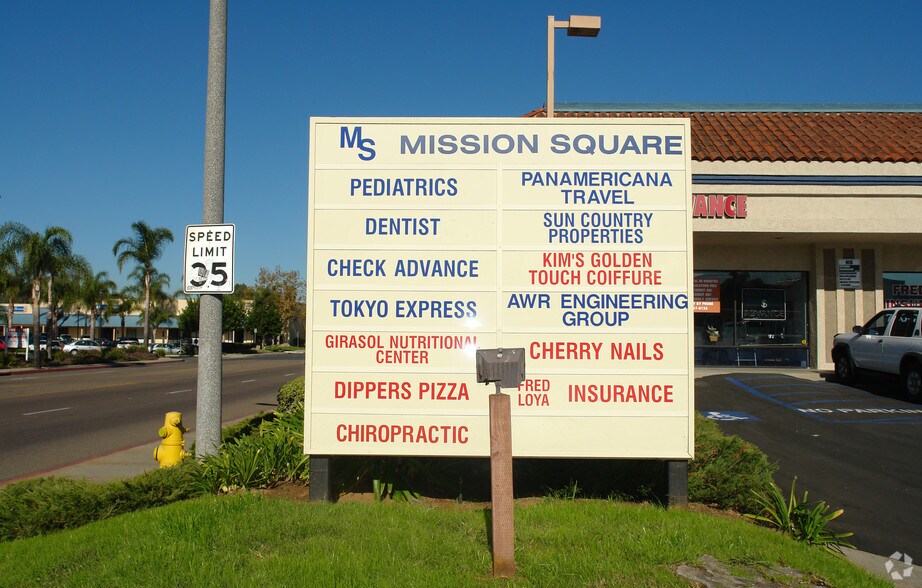 MS MISSION SQUARE
PEDIATRICS
PANAMERICANA
TRAVEL
DENTIST
SUN COUNTRY
PROPERTIES
CHECK ADVANCE
KIM'S GOLDEN
TOUCH COIFFURE
TOKYO EXPRESS
AWR ENGINEERING
GROUP
GIRASOL NUTRITIONAL
CENTER
CHERRY NAILS
DIPPERS PIZZA
FRED
LOYA
INSURANCE
CHIROPRACTIC
SPEED
LIMIT
35
NO PARKING
FRED